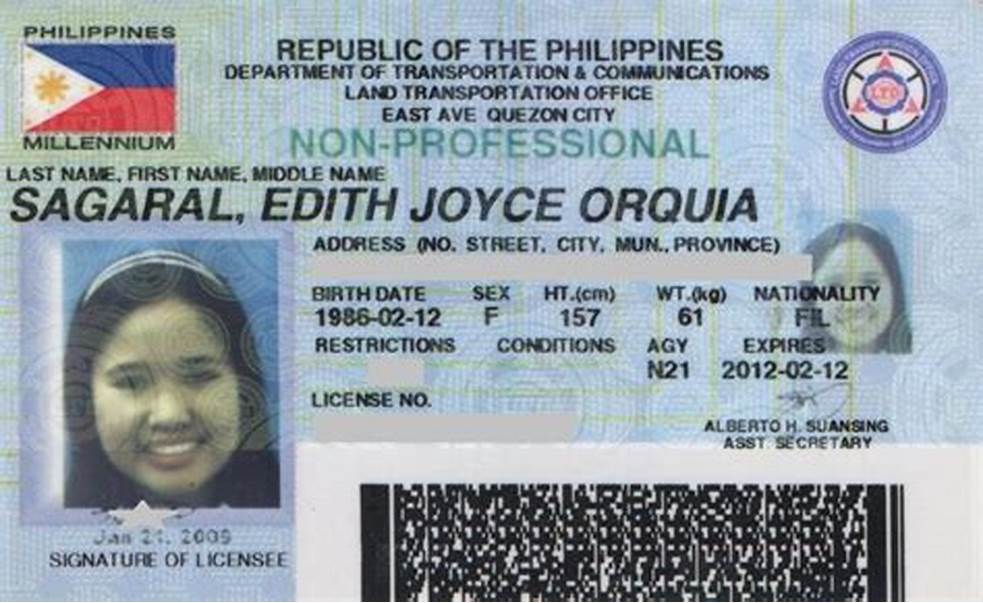 PHILIPPINES
MILLENNIUM
REPUBLIC OF THE PHILIPPINES
DEPARTMENT OF TRANSPORTATION & COMMUNICATIONS
LAND TRANSPORTATION OFFICE
EAST AVE QUEZON CITY
NON-PROFESSIONAL
LTO
LAST NAME, FIRST NAME, MIDDLE NAME
SAGARAL, EDITH JOYCE ORQUIA
ADDRESS (NO. STREET, CITY, MUN., PROVINCE)
BIRTH DATE SEX HT.(cm) WT.(kg) NATIONALITY
1986-02-12 F 157 61 FIL
RESTRICTIONS CONDITIONS AGY EXPIRES
N21 2012-02-12
LICENSE NO.
ALBERTO H. SUANSING
ASST. SECRETARY
Jan 21, 2009
SIGNATURE OF LICENSEE